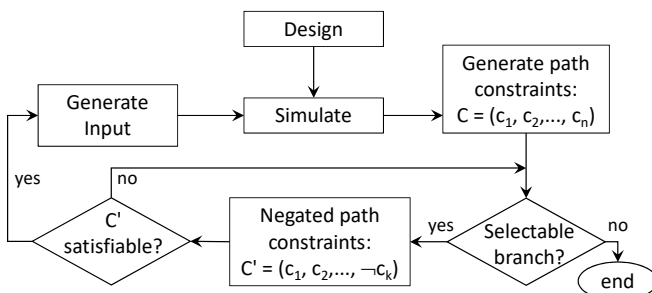 Design
Generate
Input
Simulate
Generate path
constraints:
C = (c₁, c₂,..., cₙ)
yes
no
C'
satisfiable?
Negated path
constraints:
C' = (c₁, c₂,..., ¬cₖ)
yes
Selectable
branch?
no
end